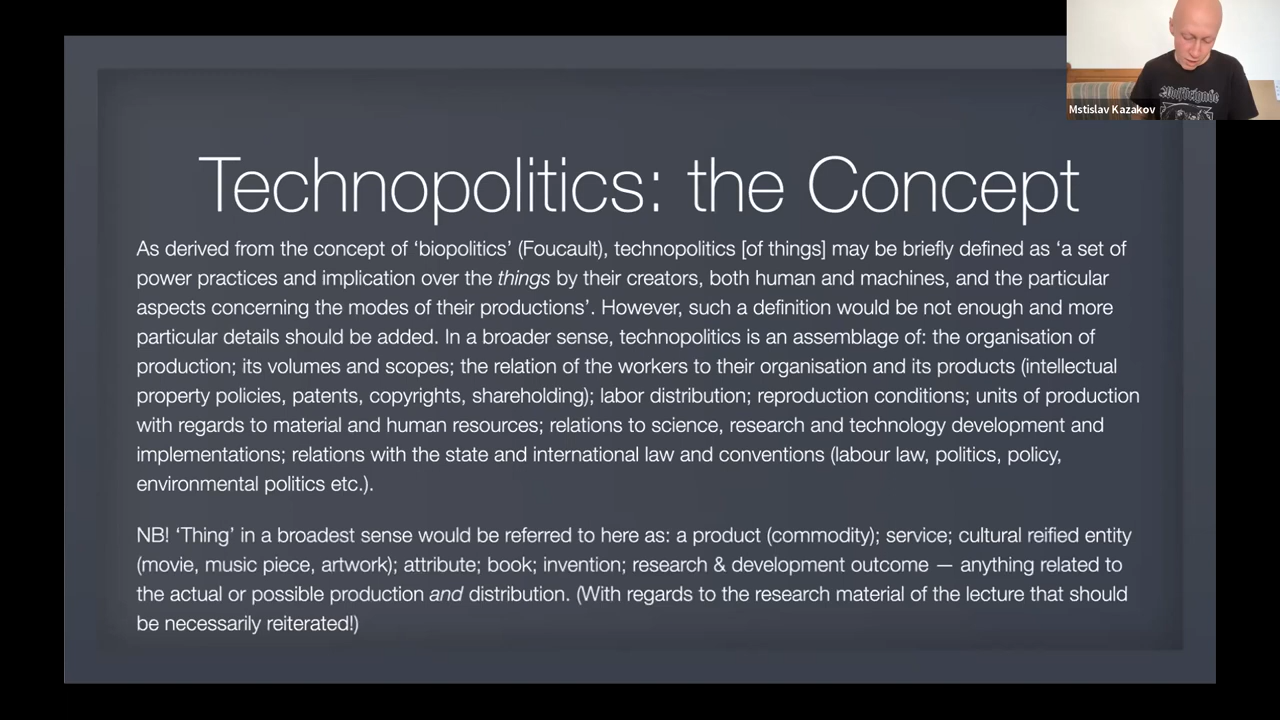 Technopolitics: the Concept
As derived from the concept of ‘biopolitics’ (Foucault), technopolitics [of things] may be briefly defined as ‘a set of
power practices and implication over the things by their creators, both human and machines, and the particular
aspects concerning the modes of their productions’. However, such a definition would be not enough and more
particular details should be added. In a broader sense, technopolitics is an assemblage of: the organisation of
production; its volumes and scopes; the relation of the workers to their organisation and its products (intellectual
property policies, patents, copyrights, shareholding); labor distribution; reproduction conditions; units of production
with regards to material and human resources; relations to science, research and technology development and
implementations; relations with the state and international law and conventions (labour law, politics, policy,
environmental politics etc.).
NB! ‘Thing’ in a broadest sense would be referred to here as: a product (commodity); service; cultural reified entity
(movie, music piece, artwork); attribute; book; invention; research & development outcome — anything related to
the actual or possible production and distribution. (With regards to the research material of the lecture that should
be necessarily reiterated!)
Wolfbrigade
Mstislav Kazakov